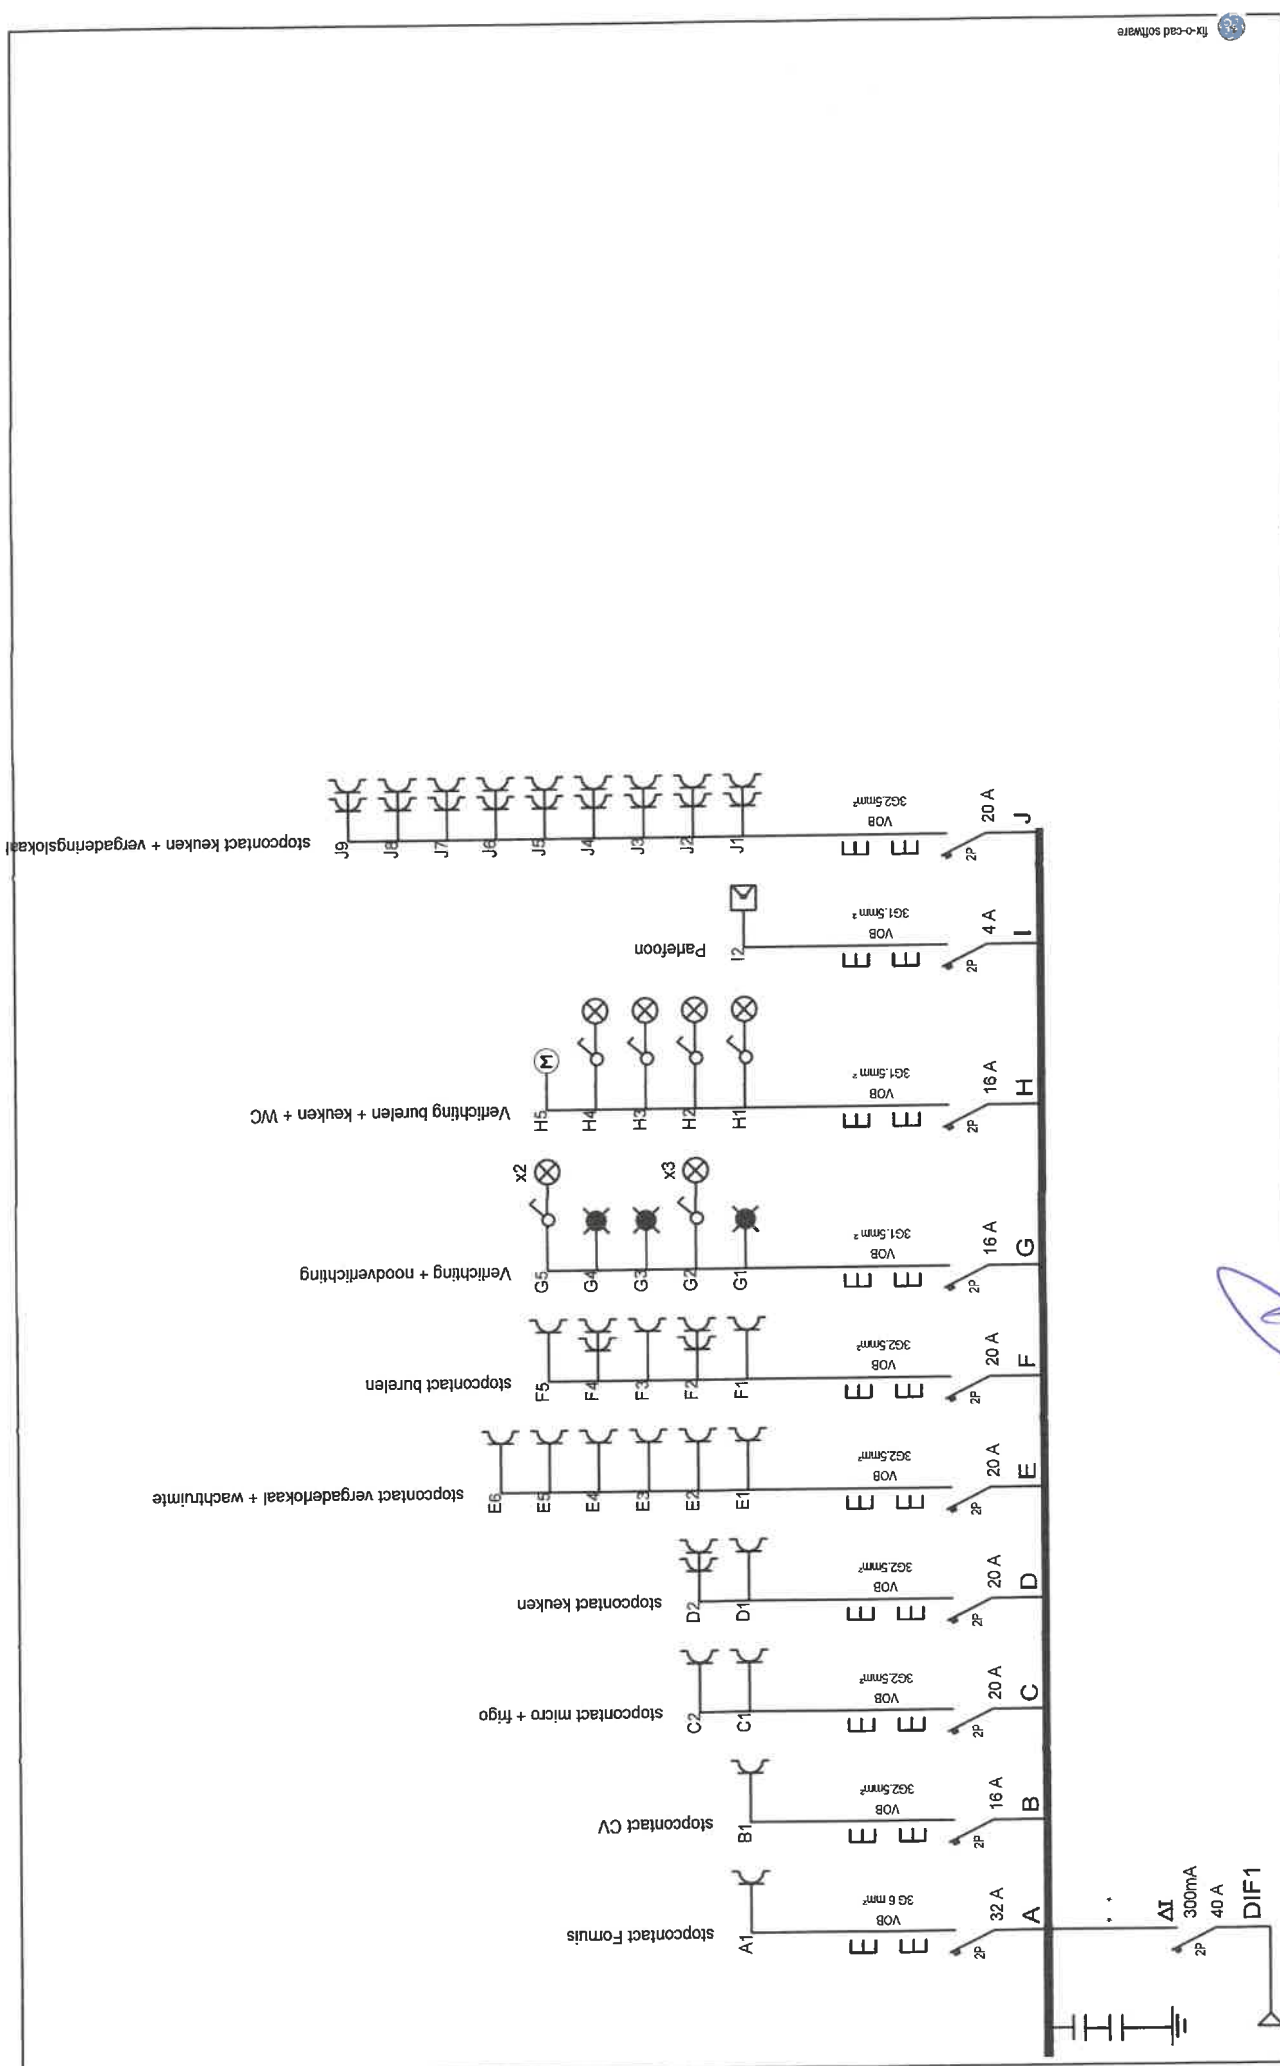 fix-o-cad software
stopcontact Fornuis
A1
VOB
3G 6 mm²
2P
32 A
A
stopcontact CV
B1
VOB
3G2.5mm²
2P
16 A
B
stopcontact micro + frigo
C2
C1
VOB
3G2.5mm²
2P
20 A
C
stopcontact keuken
D2
D1
VOB
3G2.5mm²
2P
20 A
D
stopcontact vergaderlokaal + wachtruimte
E6
E5
E4
E3
E2
E1
VOB
3G2.5mm²
2P
20 A
E
stopcontact burelen
F5
F4
F3
F2
F1
VOB
3G2.5mm²
2P
20 A
F
Verlichting + noodverlichting
x2
x3
G5
G4
G3
G2
G1
VOB
3G1.5mm²
2P
16 A
G
Verlichting burelen + keuken + WC
M
H5
H4
H3
H2
H1
VOB
3G1.5mm²
2P
16 A
H
Parlefoon
I2
VOB
3G1.5mm²
2P
4 A
I
stopcontact keuken + vergaderingslokaal
J9
J8
J7
J6
J5
J4
J3
J2
J1
VOB
3G2.5mm²
2P
20 A
J
ΔI
300mA
40 A
2P
DIF1